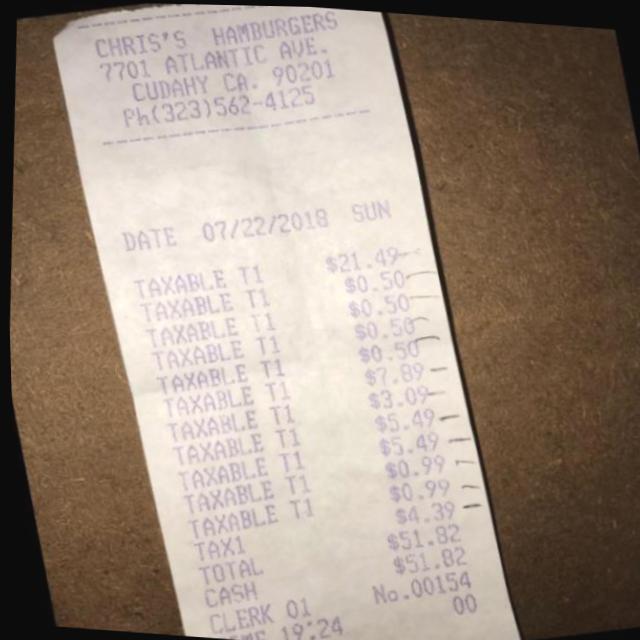 CHRIS'S HAMBURGERS
7701 ATLANTIC AVE.
CUDAHY CA. 90201
Ph(323)562-4125
DATE 07/22/2018 SUN
TAXABLE T1 $21.49
TAXABLE T1 $0.50
TAXABLE T1 $0.50
TAXABLE T1 $0.50
TAXABLE T1 $0.50
TAXABLE T1 $7.89
TAXABLE T1 $3.09
TAXABLE T1 $5.49
TAXABLE T1 $5.49
TAXABLE T1 $0.99
TAXABLE T1 $0.99
TAX1 $4.39
TOTAL $51.82
CASH $51.82
CLERK 01 No.00154
19:24 00